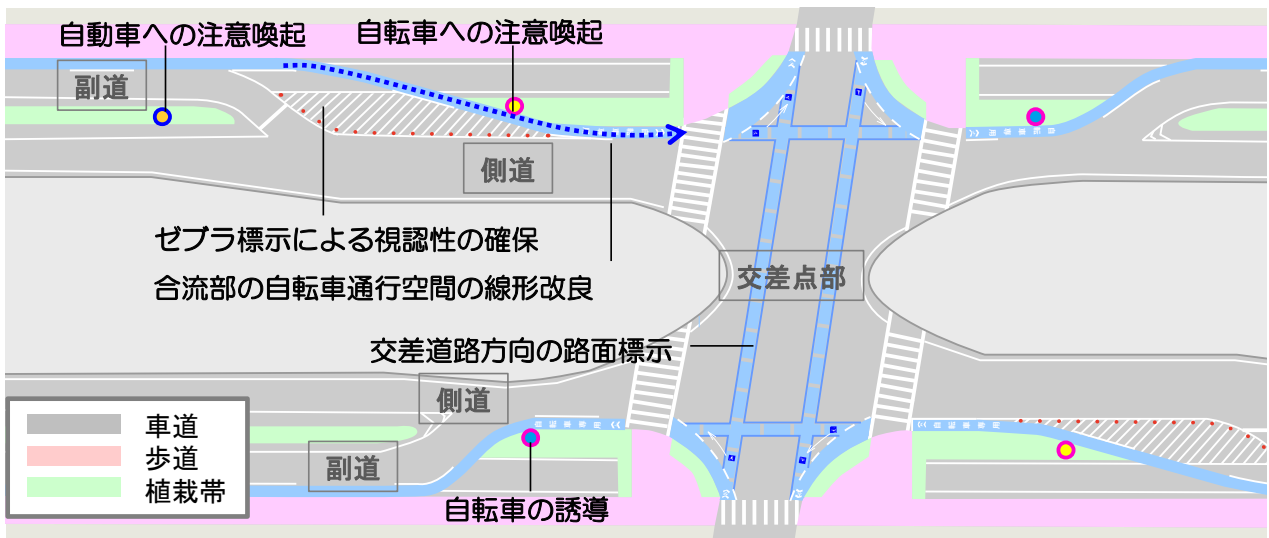 自動車への注意喚起
自転車への注意喚起
副道
側道
ゼブラ標示による視認性の確保
合流部の自転車通行空間の線形改良
交差点部
交差道路方向の路面標示
側道
副道
自転車の誘導
車道
歩道
植栽帯